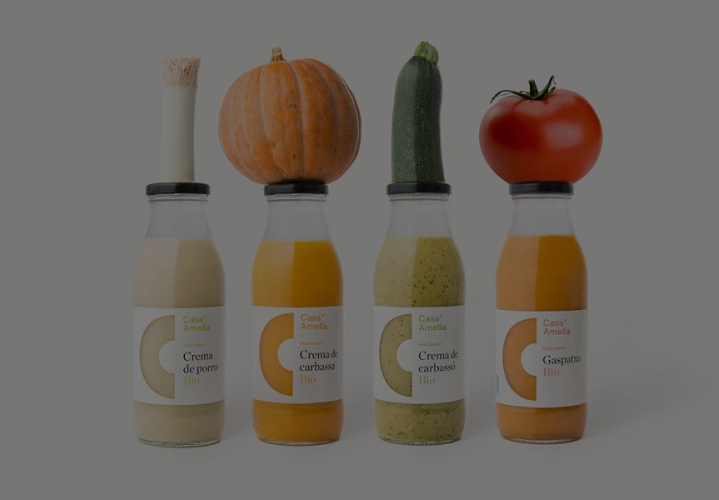 Casa
Amella
Crema
de porro
Bio
Casa
Amella
Crema de
carbassa
Bio
Casa
Amella
Crema de
carbassó
Bio
Casa
Amella
Gaspatxo
Bio